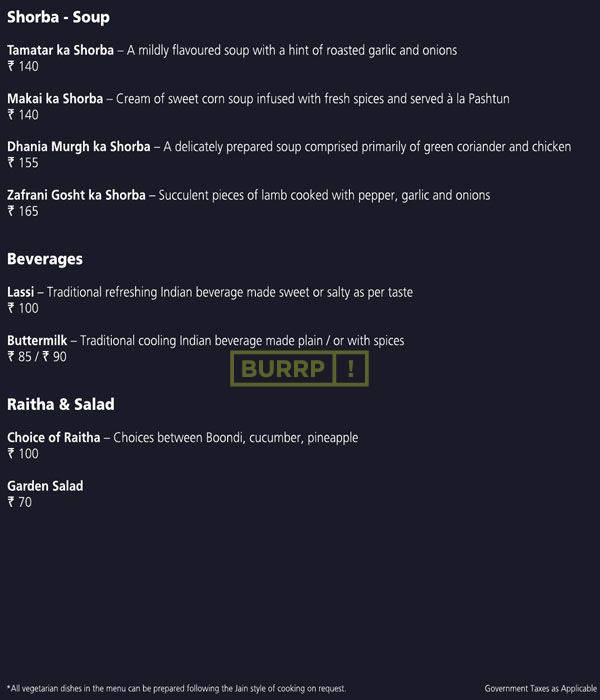 Shorba - Soup
Tamatar ka Shorba – A mildly flavoured soup with a hint of roasted garlic and onions
₹ 140
Makai ka Shorba – Cream of sweet corn soup infused with fresh spices and served à la Pashtun
₹ 140
Dhania Murgh ka Shorba – A delicately prepared soup comprised primarily of green coriander and chicken
₹ 155
Zafrani Gosht ka Shorba – Succulent pieces of lamb cooked with pepper, garlic and onions
₹ 165
Beverages
Lassi – Traditional refreshing Indian beverage made sweet or salty as per taste
₹ 100
Buttermilk – Traditional cooling Indian beverage made plain / or with spices
₹ 85 / ₹ 90
BURRP !
Raitha & Salad
Choice of Raitha – Choices between Boondi, cucumber, pineapple
₹ 100
Garden Salad
₹ 70
*All vegetarian dishes in the menu can be prepared following the Jain style of cooking on request.
Government Taxes as Applicable